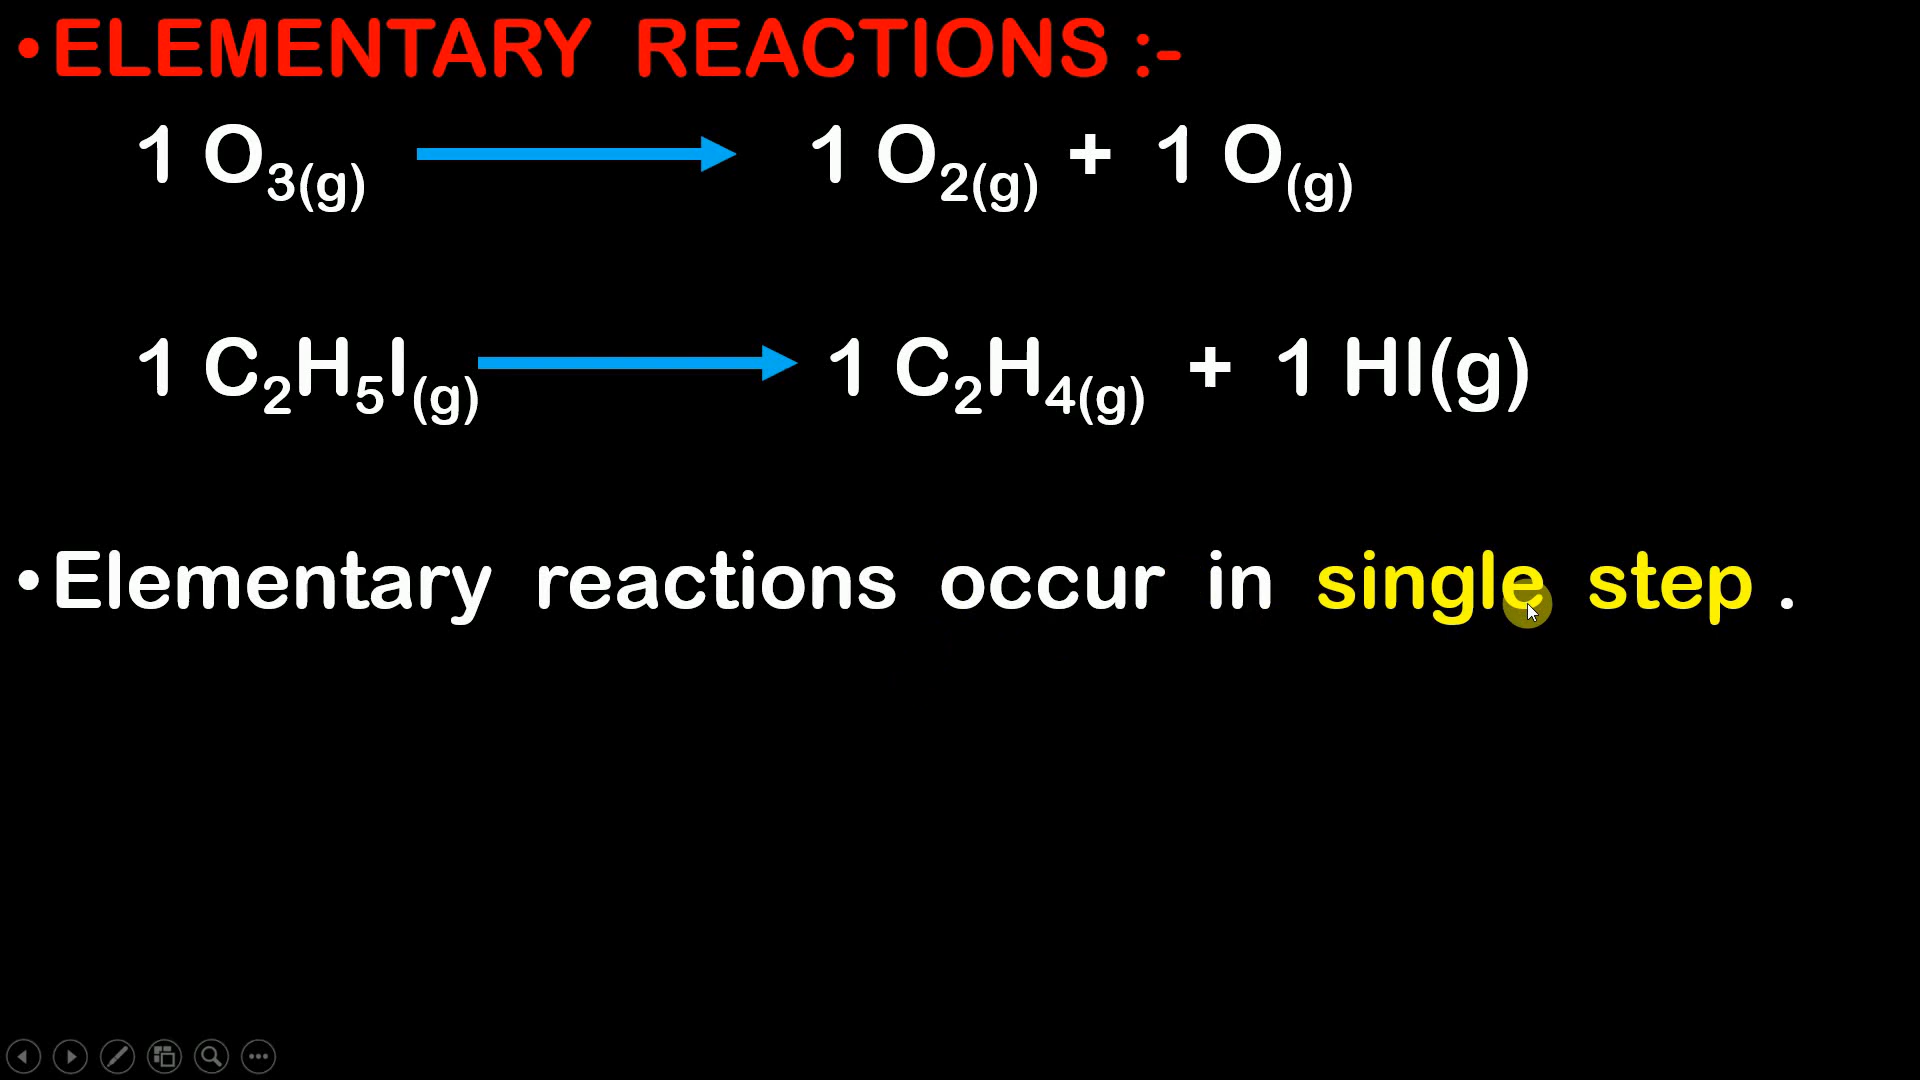 •ELEMENTARY REACTIONS :-
1 O₃(g) → 1 O₂(g) + 1 O(g)
1 C₂H₅I(g) → 1 C₂H₄(g) + 1 HI(g)
•Elementary reactions occur in single step .